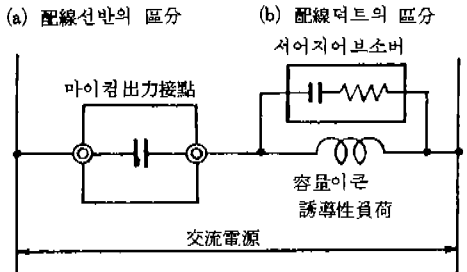 (a) 配線선반의 區分
(b) 配線덕트의 區分
서어지어브소버
마이컴出力接點
容量이큰
誘導性負荷
交流電源